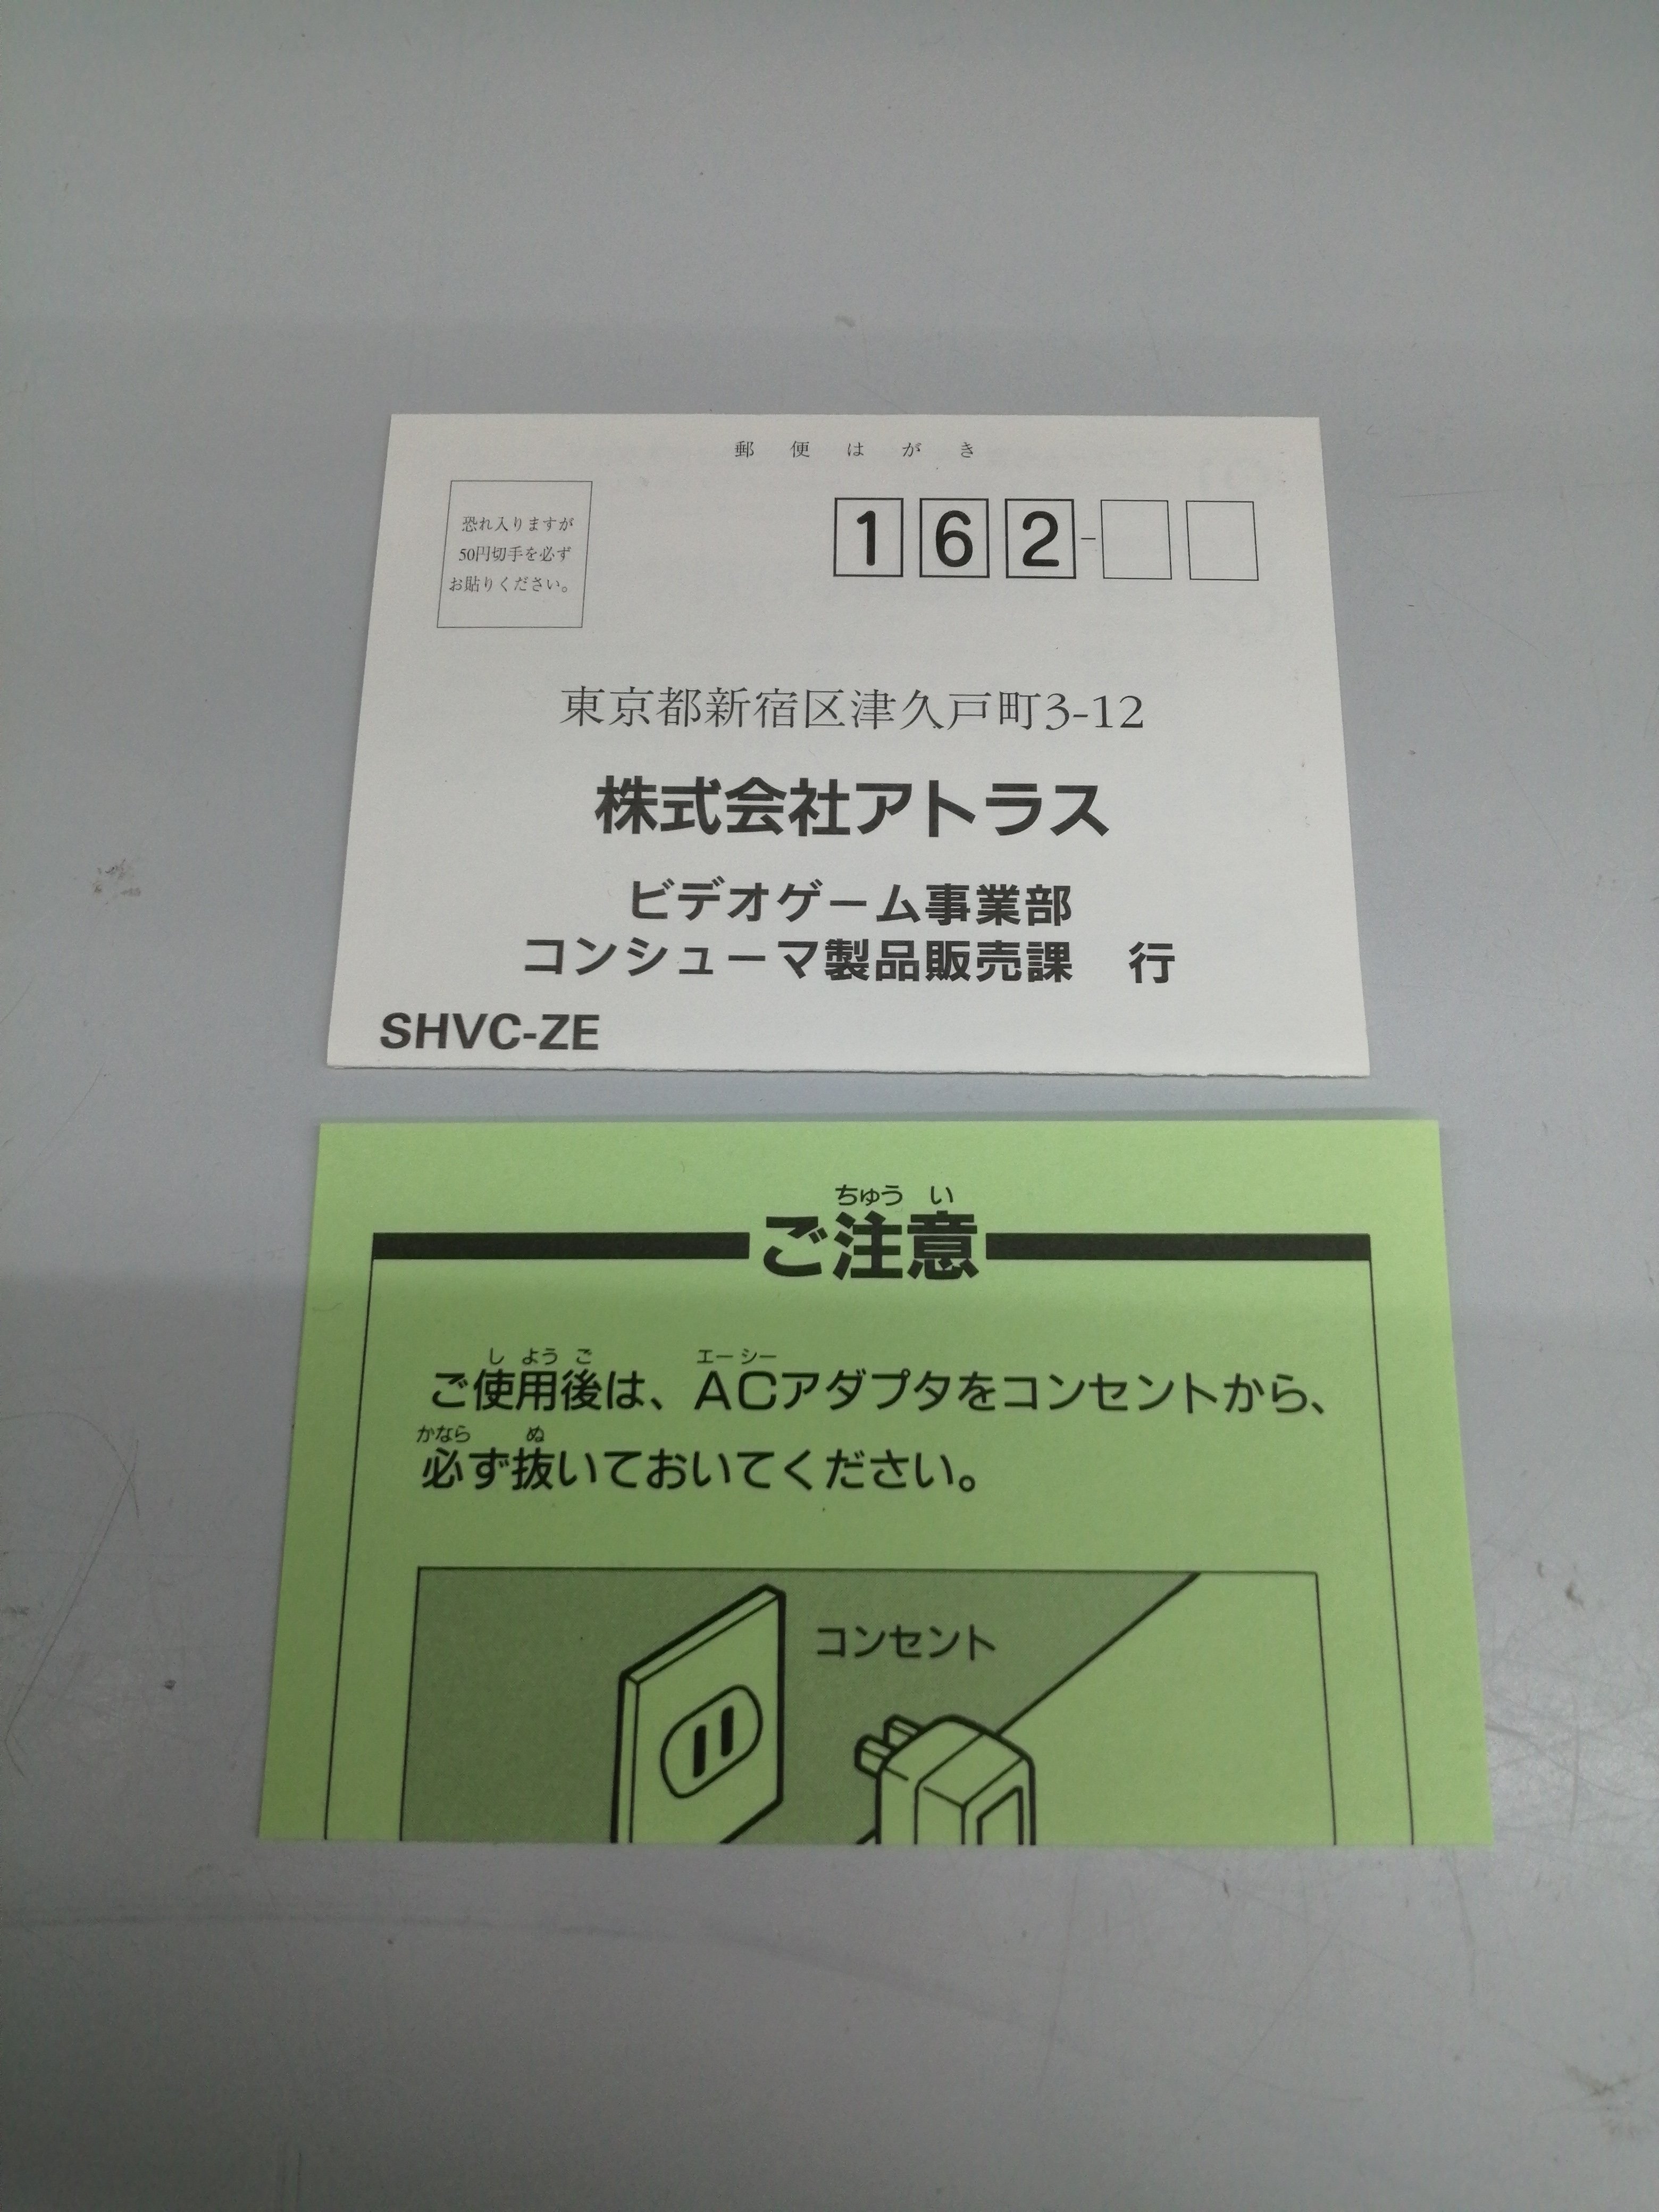 郵便はがき
恐れ入りますが
50円切手を必ず
お貼りください。
162-
東京都新宿区津久戸町3-12
株式会社アトラス
ビデオゲーム事業部
コンシューマ製品販売課 行
SHVC-ZE
ちゅう い
ご注意
し よう ご エー シー
ご使用後は、ACアダプタをコンセントから、
かなら ぬ
必ず抜いておいてください。
コンセント